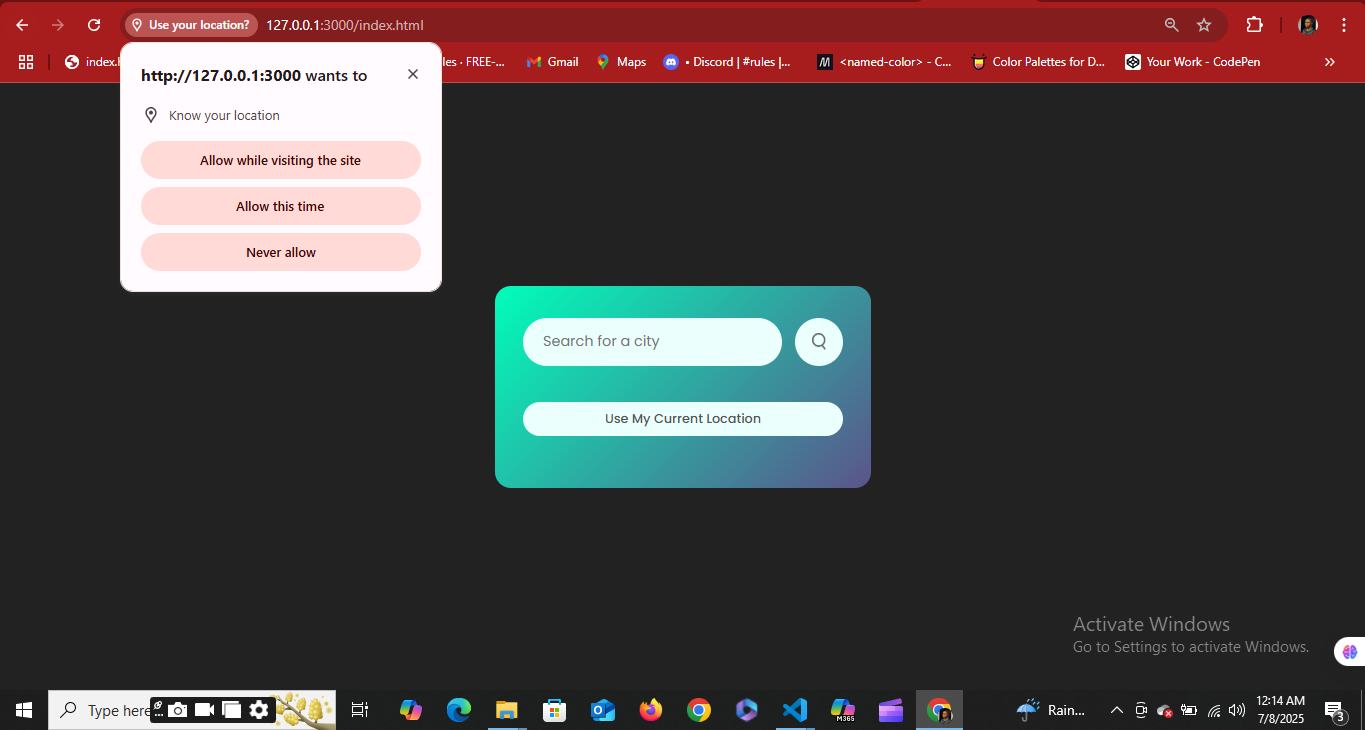 Use your location?
127.0.0.1:3000/index.html
index.h
les - FREE-...
Gmail
Maps
• Discord | #rules |...
<named-color> - C...
Color Palettes for D...
Your Work - CodePen
http://127.0.0.1:3000 wants to
Know your location
Allow while visiting the site
Allow this time
Never allow
Search for a city
Use My Current Location
Activate Windows
Go to Settings to activate Windows.
Type here
M365
Rain...
12:14 AM
7/8/2025
3